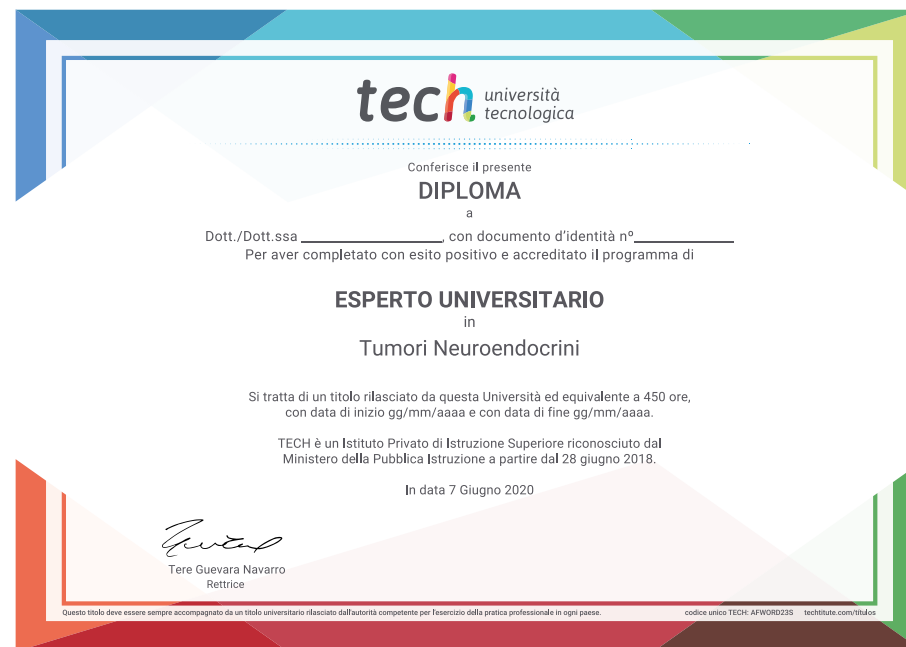 tech università
tecnologica
Conferisce il presente
DIPLOMA
a
Dott./Dott.ssa ____________________, con documento d'identità nº______________
Per aver completato con esito positivo e accreditato il programma di
ESPERTO UNIVERSITARIO
in
Tumori Neuroendocrini
Si tratta di un titolo rilasciato da questa Università ed equivalente a 450 ore,
con data di inizio gg/mm/aaaa e con data di fine gg/mm/aaaa.
TECH è un Istituto Privato di Istruzione Superiore riconosciuto dal
Ministero della Pubblica Istruzione a partire dal 28 giugno 2018.
In data 7 Giugno 2020
Tere Guevara Navarro
Rettrice
Questo titolo deve essere sempre accompagnato da un titolo universitario rilasciato dall'autorità competente per l'esercizio della pratica professionale in ogni paese. codice unico TECH: AFWORD23S techtitute.com/titulos